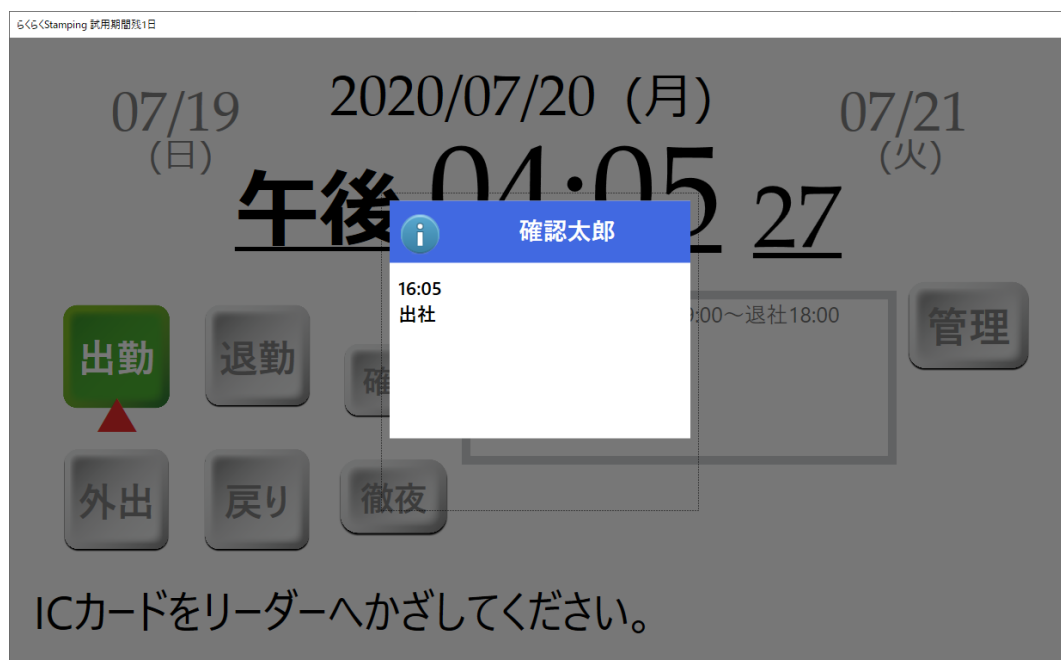 らくらくStamping 試用期間残1日
07/19
(日)
2020/07/20 (月)
07/21
(火)
午後 04:05 27
確認太郎
16:05
出社
:00～退社18:00
出勤
退勤
確
管理
外出
戻り
徹夜
ICカードをリーダーへかざしてください。